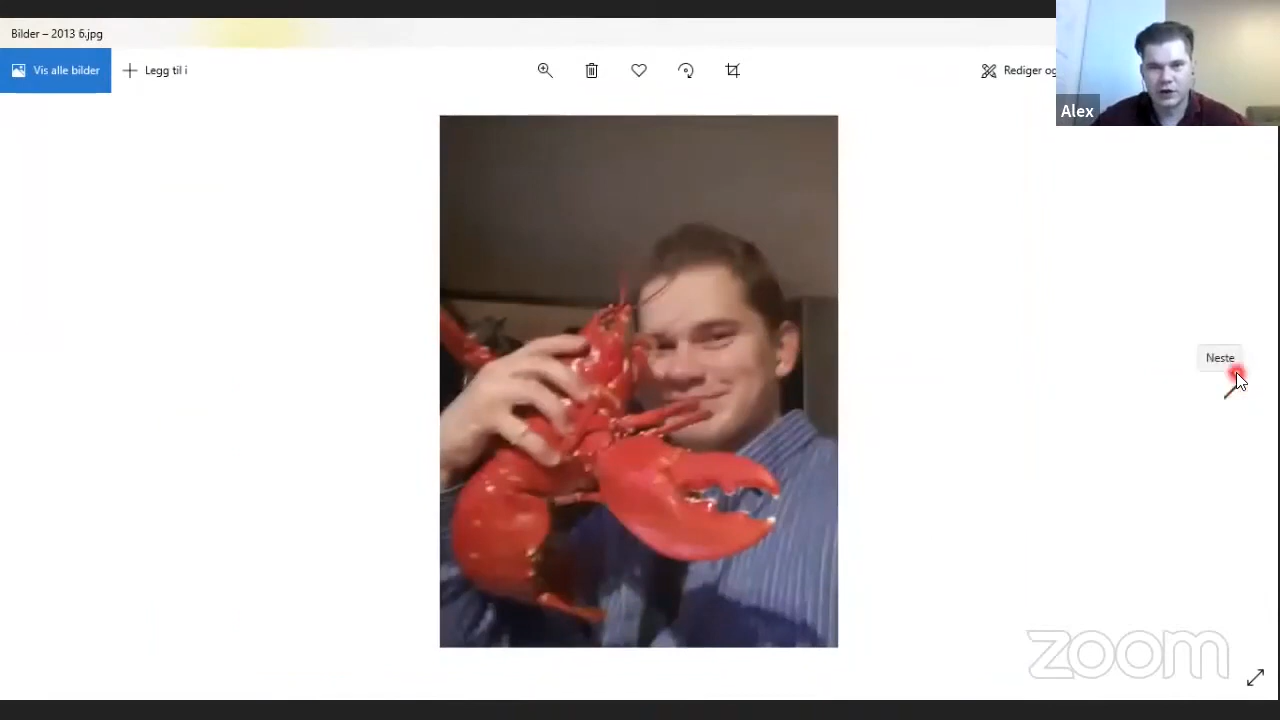 Bilder – 2013 6.jpg
Vis alle bilder
Legg til i
Rediger og
Alex
Neste
zoom